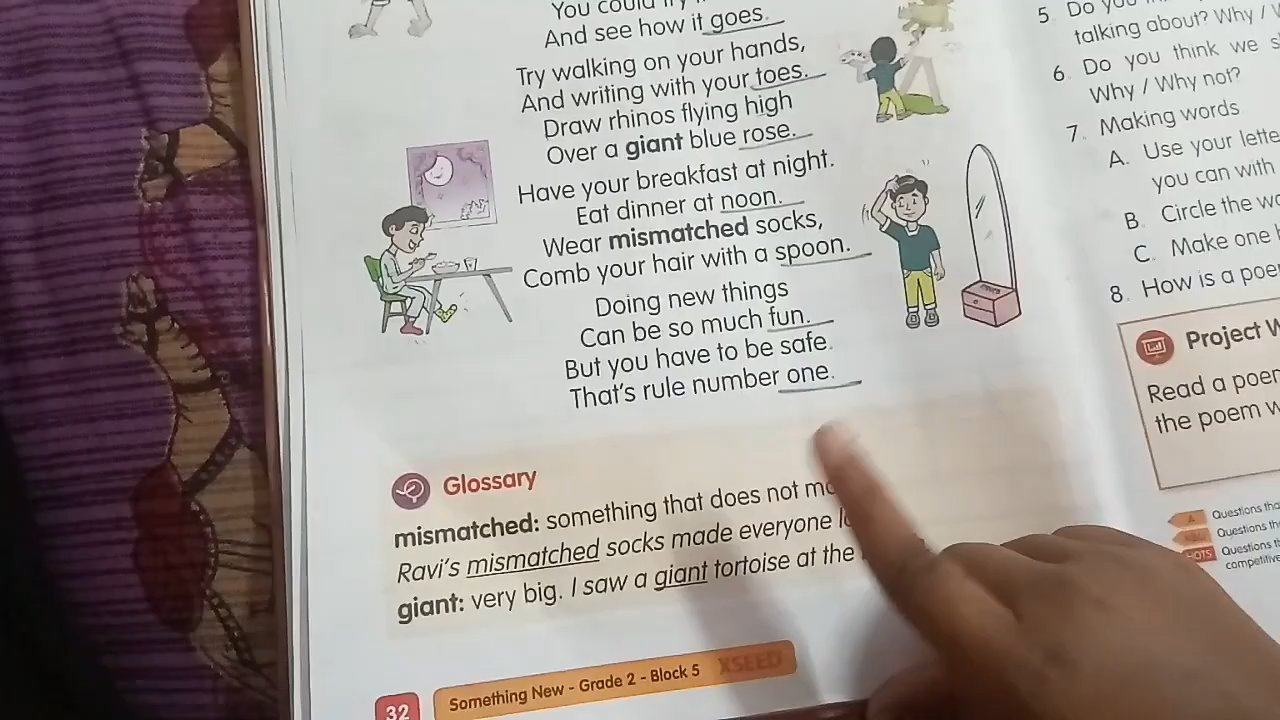 You could try
And see how it goes.
Try walking on your hands,
And writing with your toes.
Draw rhinos flying high
Over a giant blue rose.
Have your breakfast at night.
Eat dinner at noon.
Wear mismatched socks,
Comb your hair with a spoon.
Doing new things
Can be so much fun.
But you have to be safe.
That's rule number one.
Glossary
mismatched: something that does not
Ravi's mismatched socks made everyone
giant: very big. I saw a giant tortoise at the
32
Something New - Grade 2 - Block 5 XSEED
5. Do you
talking about? Why /
6. Do you think we
Why / Why not?
7. Making words
A. Use your
you can with
B. Circle the
C. Make one
8. How is a
Project
Read a
the poem
A Questions
Questions
HOTS Questions